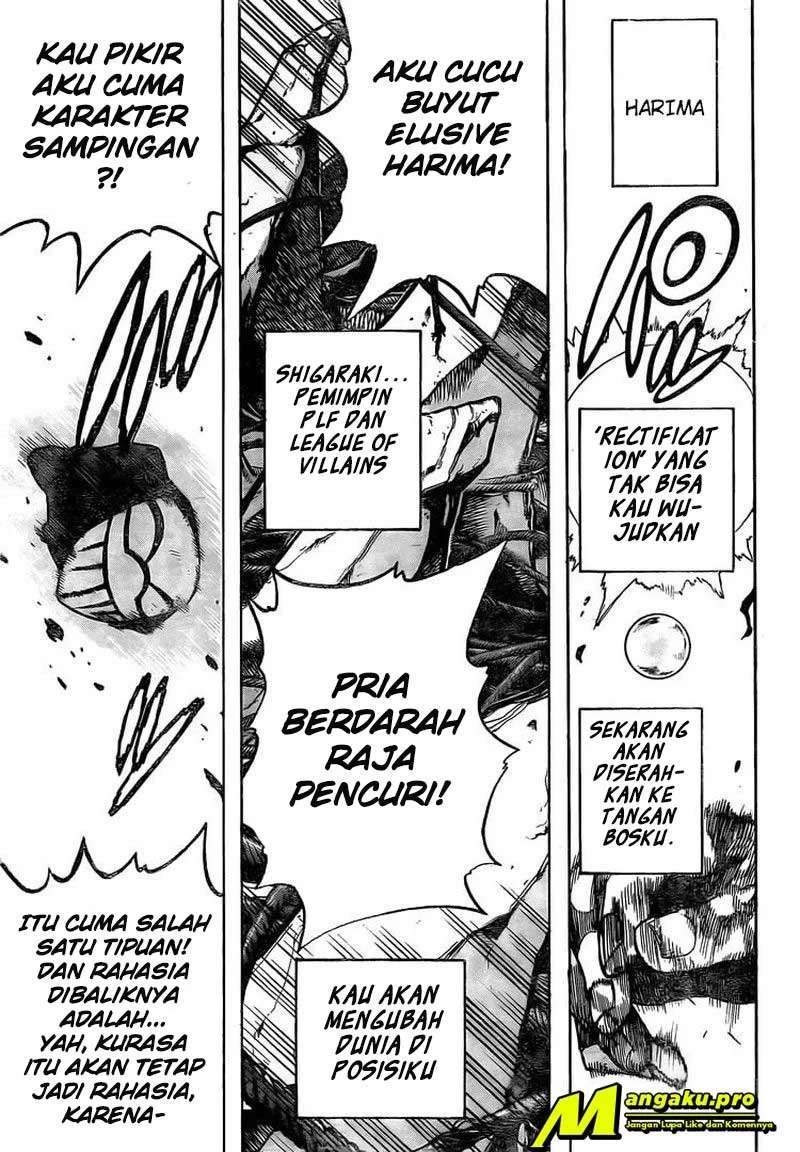 HARIMA
'RECTIFICAT
ION' YANG
TAK BISA
KAU WU-
JUDKAN
SEKARANG
AKAN
DISERAH-
KAN KE
TANGAN
BOSKU.
AKU CUCU
BUYUT
ELUSIVE
HARIMA!
SHIGARAKI...
PEMIMPIN
PLF DAN
LEAGUE OF
VILLAINS
PRIA
BERDARAH
RAJA
PENCURI!
KAU AKAN
MENGUBAH
DUNIA DI
POSISIKU
KAU PIKIR
AKU CUMA
KARAKTER
SAMPINGAN
?!
ITU CUMA SALAH
SATU TIPUAN!
DAN RAHASIA
DIBALIKNYA
ADALAH...
YAH, KURASA
ITU AKAN TETAP
JADI RAHASIA,
KARENA-
Mangaku.pro
Jangan Lupa Like dan Komennya